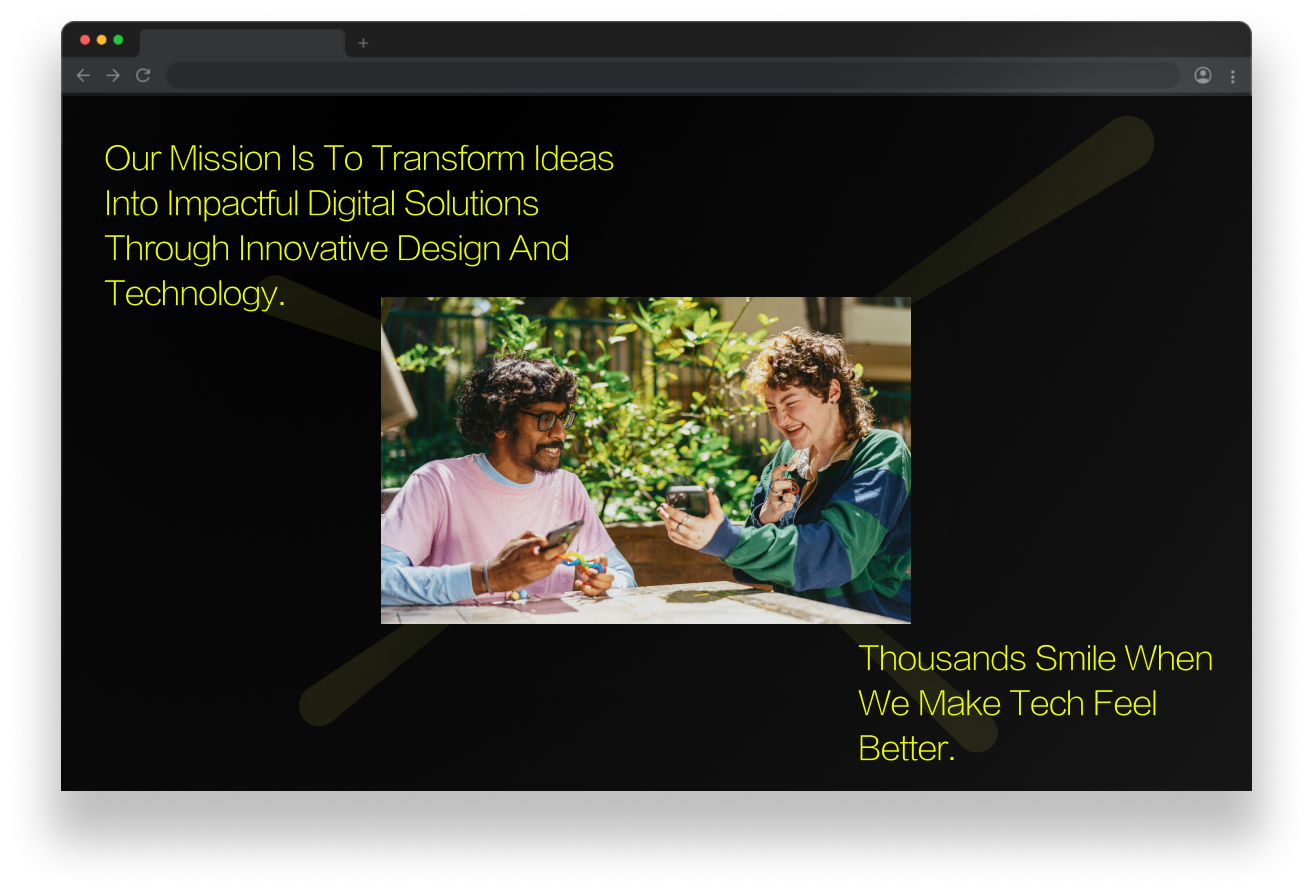 Our Mission Is To Transform Ideas
Into Impactful Digital Solutions
Through Innovative Design And
Technology.
Thousands Smile When
We Make Tech Feel
Better.